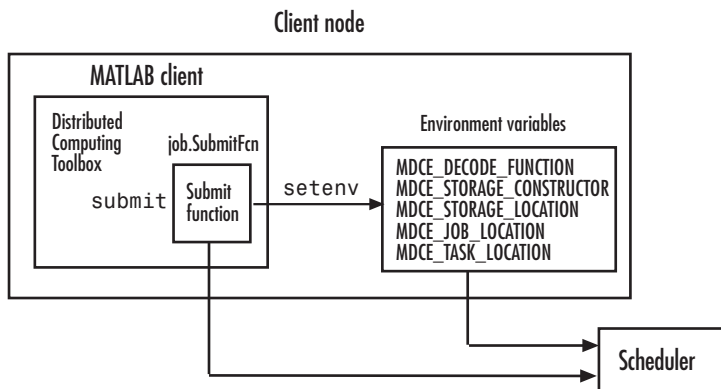 Client node
MATLAB client
Distributed
Computing
Toolbox
job.SubmitFcn
submit
Submit
function
setenv
Environment variables
MDCE_DECODE_FUNCTION
MDCE_STORAGE_CONSTRUCTOR
MDCE_STORAGE_LOCATION
MDCE_JOB_LOCATION
MDCE_TASK_LOCATION
Scheduler